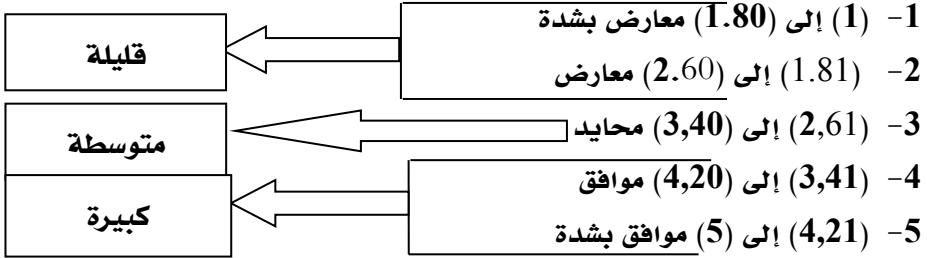 1- (1) إلى (1.80) معارض بشدة
2- (1.81) إلى (2.60) معارض
قليلة
3- (2,61) إلى (3,40) محايد
متوسطة
4- (3,41) إلى (4,20) موافق
5- (4,21) إلى (5) موافق بشدة
كبيرة